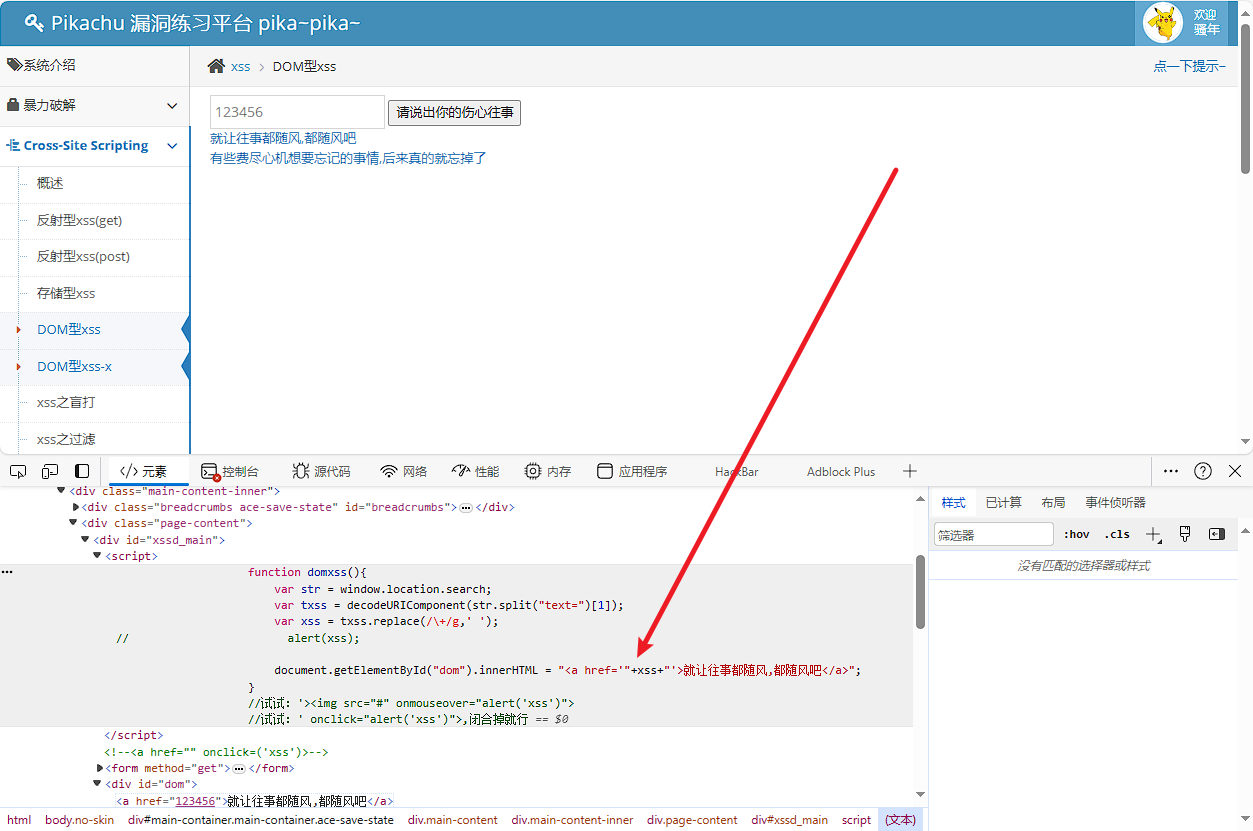 Pikachu 漏洞练习平台 pika~pika~
欢迎
骚年
系统介绍
暴力破解
Cross-Site Scripting
概述
反射型xss(get)
反射型xss(post)
存储型xss
DOM型xss
DOM型xss-x
xss之盲打
xss之过滤
xss > DOM型xss
点一下提示~
123456 请说出你的伤心往事
就让往事都随风,都随风吧
有些费尽心机想要忘记的事情,后来真的就忘掉了
元素 控制台 源代码 网络 性能 内存 应用程序 HackBar Adblock Plus
<div class="main-content-inner">
<div class="breadcrumbs ace-save-state" id="breadcrumbs">…</div>
<div class="page-content">
<div id="xssd_main">
<script>
function domxss(){
var str = window.location.search;
var txss = decodeURIComponent(str.split("text=")[1]);
var xss = txss.replace(/\+/g,' ');
// alert(xss);
document.getElementById("dom").innerHTML = "<a href='"+xss+"'>就让往事都随风,都随风吧</a>";
}
//试试：'><img src="#" onmouseover="alert('xss')">
//试试：' onclick="alert('xss')">,闭合掉就行 == $0
</script>
<!--<a href="" onclick=('xss')>-->
<form method="get">…</form>
<div id="dom">
<a href="123456">就让往事都随风,都随风吧</a>
html body.no-skin div#main-container.main-container.ace-save-state div.main-content div.main-content-inner div.page-content div#xssd_main script (文本)
样式 已计算 布局 事件侦听器
筛选器 :hov .cls
没有匹配的选择器或样式